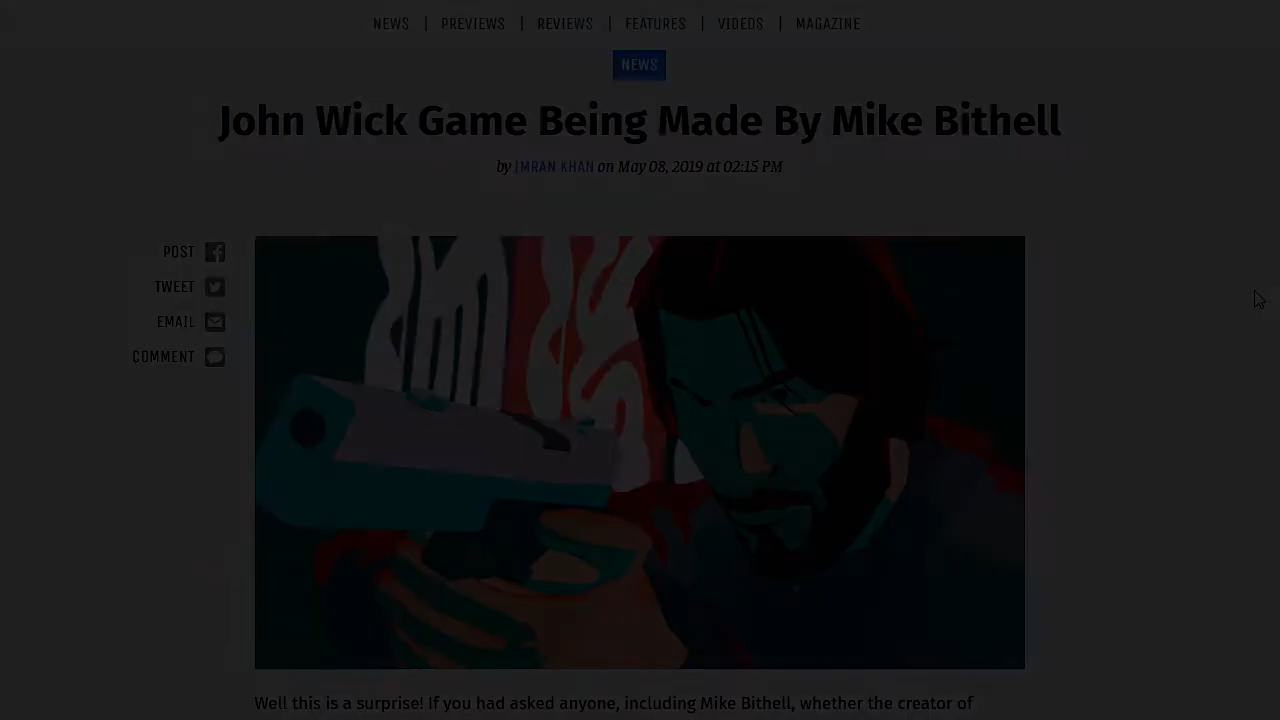 NEWS | PREVIEWS | REVIEWS | FEATURES | VIDEOS | MAGAZINE
NEWS
John Wick Game Being Made By Mike Bithell
by IMRAN KHAN on May 08, 2019 at 02:15 PM
POST
TWEET
EMAIL
COMMENT
Well this is a surprise! If you had asked anyone, including Mike Bithell, whether the creator of